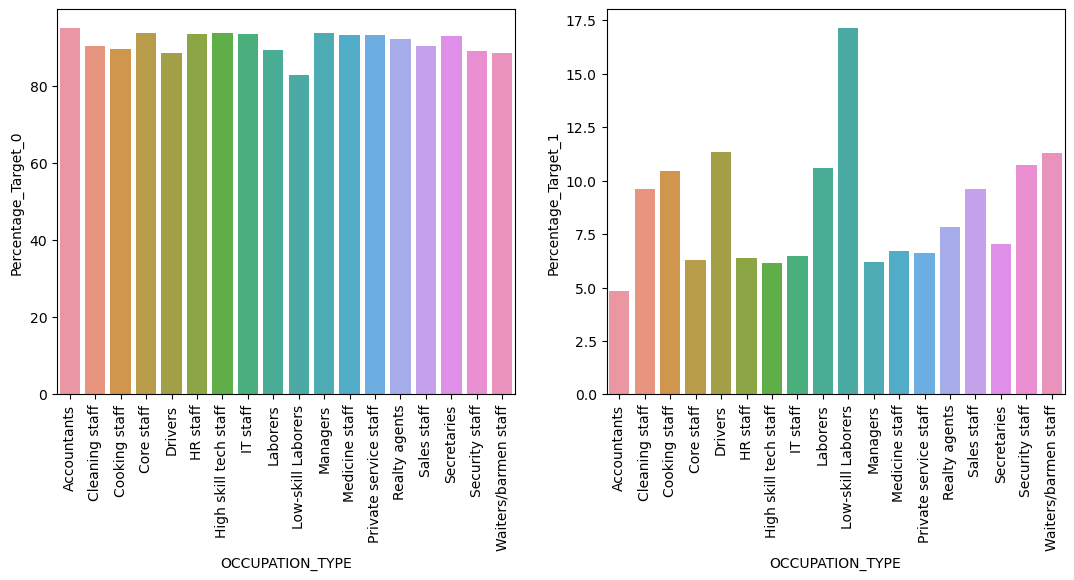 Percentage_Target_0
80
60
40
20
0
Accountants
Cleaning staff
Cooking staff
Core staff
Drivers
HR staff
High skill tech staff
IT staff
Laborers
Low-skill Laborers
Managers
Medicine staff
Private service staff
Realty agents
Sales staff
Secretaries
Security staff
Waiters/barmen staff
OCCUPATION_TYPE
Percentage_Target_1
17.5
15.0
12.5
10.0
7.5
5.0
2.5
0.0
Accountants
Cleaning staff
Cooking staff
Core staff
Drivers
HR staff
High skill tech staff
IT staff
Laborers
Low-skill Laborers
Managers
Medicine staff
Private service staff
Realty agents
Sales staff
Secretaries
Security staff
Waiters/barmen staff
OCCUPATION_TYPE